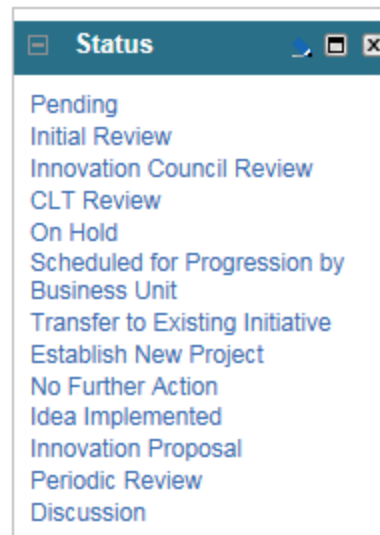 Status
Pending
Initial Review
Innovation Council Review
CLT Review
On Hold
Scheduled for Progression by
Business Unit
Transfer to Existing Initiative
Establish New Project
No Further Action
Idea Implemented
Innovation Proposal
Periodic Review
Discussion